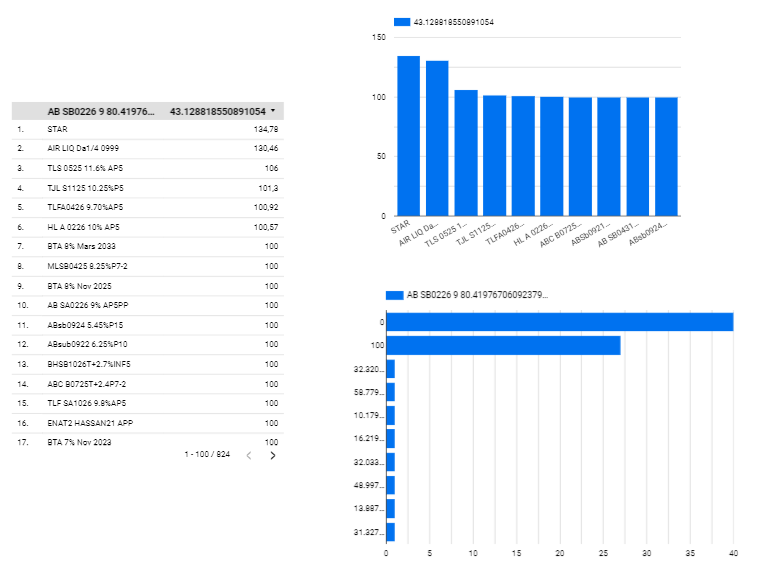 AB SB0226 9 80.41976... 43.128818550891054
1. STAR 134,78
2. AIR LIQ Da1/4 0999 130,46
3. TLS 0525 11.6% AP5 106
4. TJL S1125 10.25%P5 101,3
5. TLFA0426 9.70%AP5 100,92
6. HL A 0226 10% AP5 100,57
7. BTA 8% Mars 2033 100
8. MLSB0425 8.25%P7-2 100
9. BTA 8% Nov 2025 100
10. AB SA0226 9% AP5PP 100
11. ABsb0924 5.45%P15 100
12. ABsub0922 6.25%P10 100
13. BHSB1026T+2.7%INF5 100
14. ABC B0725T+2.4P7-2 100
15. TLF SA1026 9.8%AP5 100
16. ENAT2 HASSAN21 APP 100
17. BTA 7% Nov 2023 100
1 - 100 / 824
43.128818550891054
150
100
50
0
STAR
AIR LIQ Da...
TLS 0525 1...
TJL S1125...
TLFA0426...
HL A 0226...
ABC B0725...
ABSb0921...
AB SB0431...
ABsb0924...
AB SB0226 9 80.41976706092379...
0
100
32.320...
58.779...
10.179...
16.219...
32.033...
48.997...
13.887...
31.327...
0 5 10 15 20 25 30 35 40